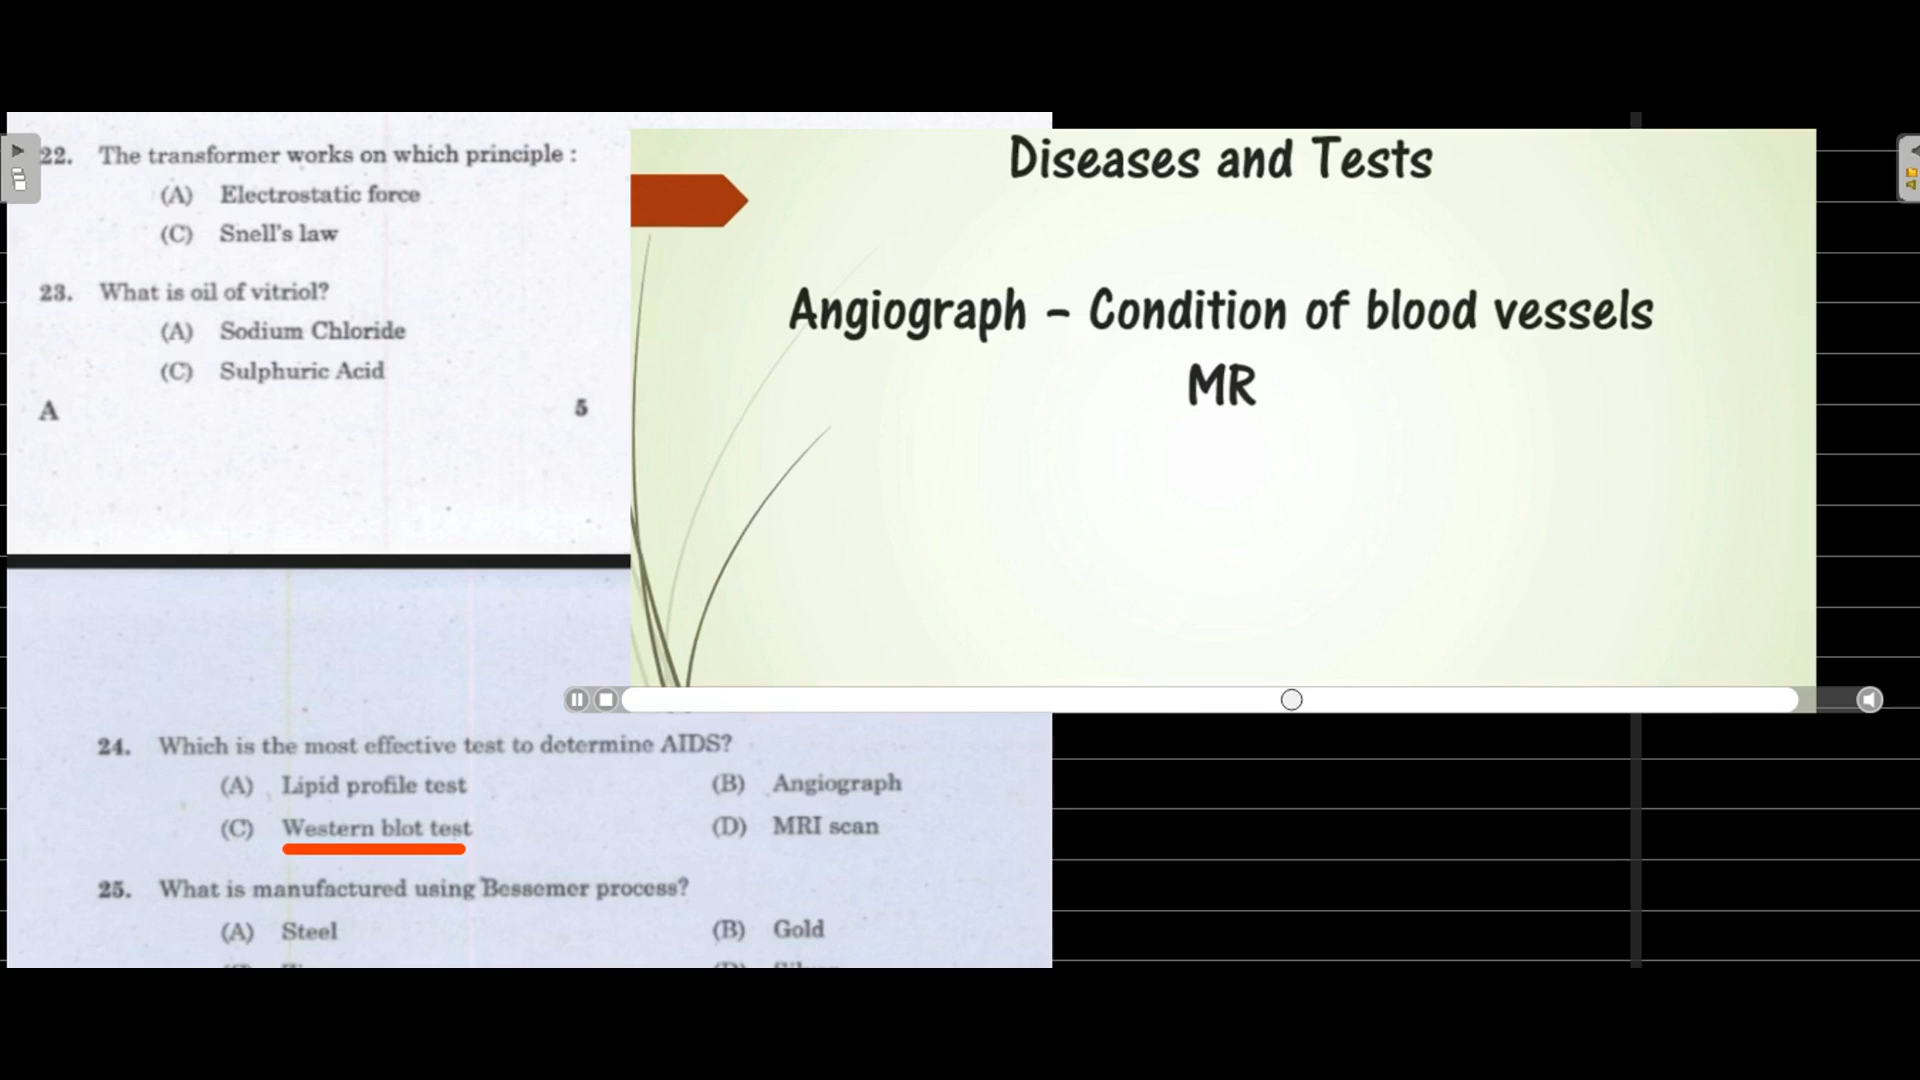 22. The transformer works on which principle :
(A) Electrostatic force
(C) Snell's law
23. What is oil of vitriol?
(A) Sodium Chloride
(C) Sulphuric Acid
A 5
Diseases and Tests
Angiograph – Condition of blood vessels
MR
24. Which is the most effective test to determine AIDS?
(A) Lipid profile test (B) Angiograph
(C) Western blot test (D) MRI scan
25. What is manufactured using Bessemer process?
(A) Steel (B) Gold